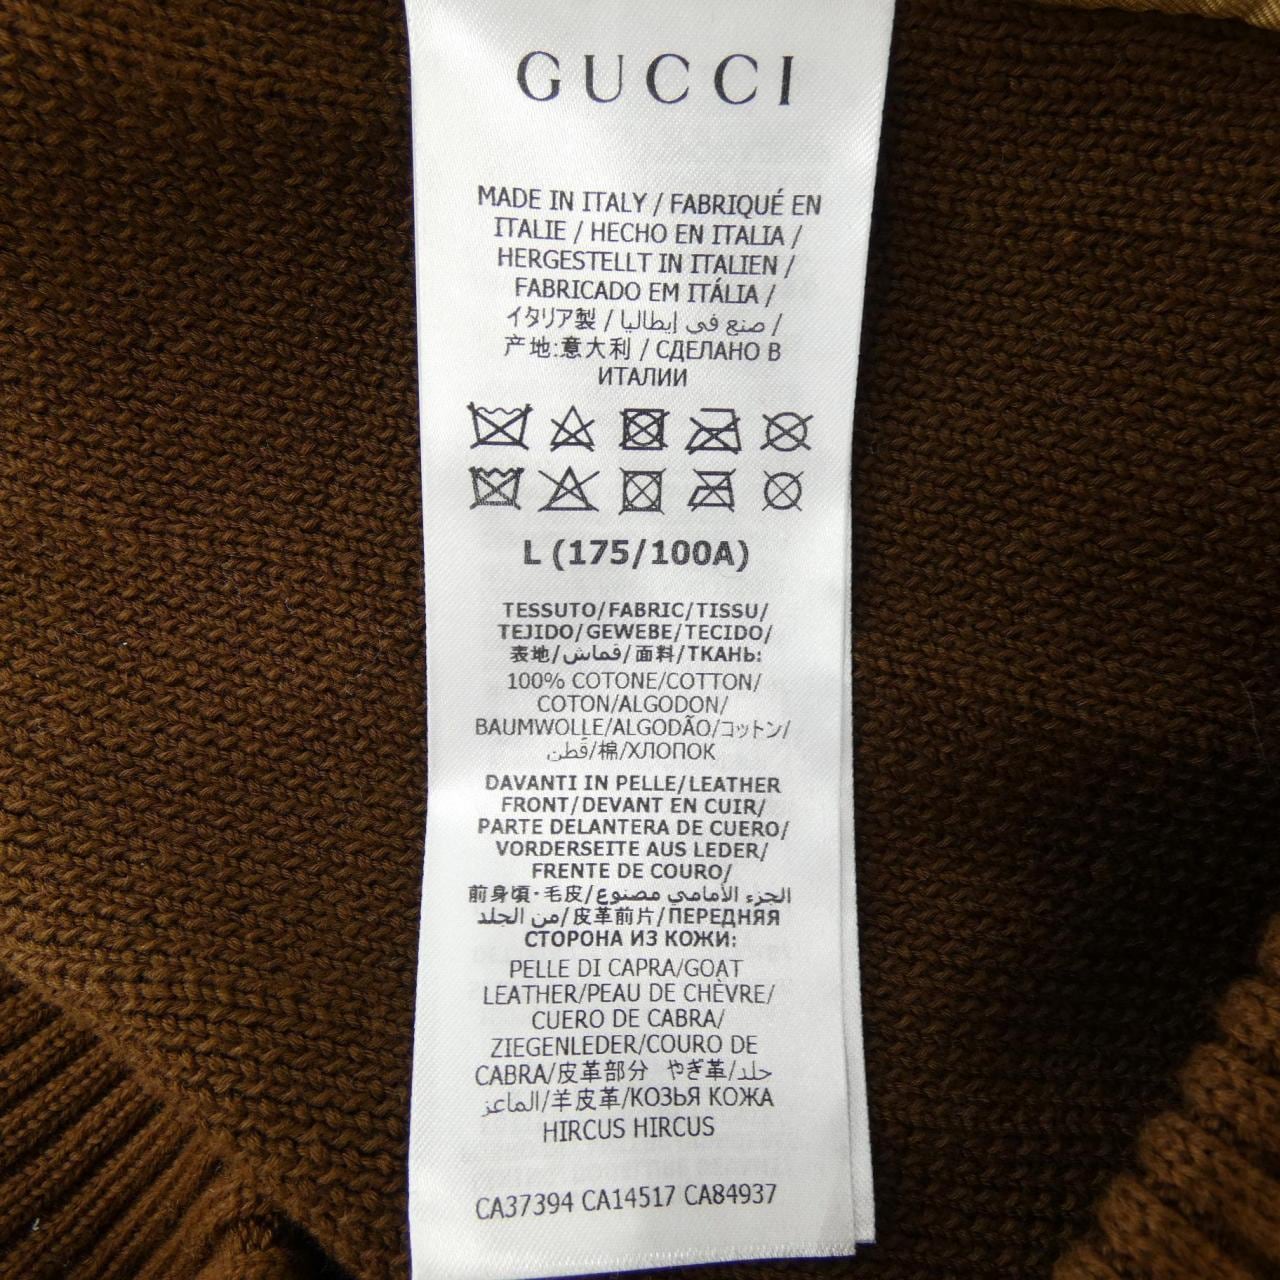 GUCCI
MADE IN ITALY / FABRIQUÉ EN
ITALIE / HECHO EN ITALIA /
HERGESTELLT IN ITALIEN /
FABRICADO EM ITÁLIA /
イタリア製 / صنع في إيطاليا /
产地:意大利 / СДЕЛАНО В
ИТАЛИИ
L (175/100A)
TESSUTO/FABRIC/TISSU/
TEJIDO/GEWEBE/TECIDO/
表地/قماش/面料/ТКАНЬ:
100% COTONE/COTTON/
COTON/ALGODON/
BAUMWOLLE/ALGODÃO/コットン/
قطن/棉/ХЛОПОК
DAVANTI IN PELLE/LEATHER
FRONT/DEVANT EN CUIR/
PARTE DELANTERA DE CUERO/
VORDERSEITE AUS LEDER/
FRENTE DE COURO/
前身頃·毛皮/الجزء الأمامي مصنوع
من الجلد/皮革前片/ПЕРЕДНЯЯ
СТОРОНА ИЗ КОЖИ:
PELLE DI CAPRA/GOAT
LEATHER/PEAU DE CHÈVRE/
CUERO DE CABRA/
ZIEGENLEDER/COURO DE
CABRA/皮革部分 やぎ革/جلد
الماعز/羊皮革/КОЗЬЯ КОЖА
HIRCUS HIRCUS
CA37394 CA14517 CA84937